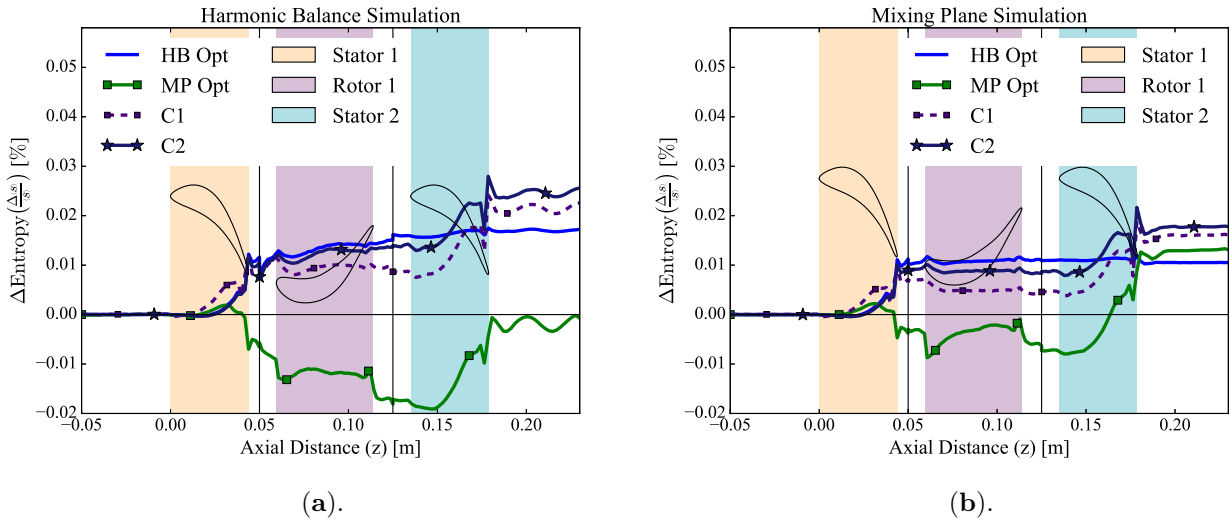 Harmonic Balance Simulation
HB Opt
MP Opt
C1
C2
Stator 1
Rotor 1
Stator 2
0.05
0.04
0.03
0.02
0.01
0.00
−0.01
−0.02
ΔEntropy(Δ⟨s⟩/⟨s⟩) [%]
−0.05
0.00
0.05
0.10
0.15
0.20
Axial Distance (z) [m]
(a).
Mixing Plane Simulation
HB Opt
MP Opt
C1
C2
Stator 1
Rotor 1
Stator 2
0.05
0.04
0.03
0.02
0.01
0.00
−0.01
−0.02
ΔEntropy(Δ⟨s⟩/⟨s⟩) [%]
−0.05
0.00
0.05
0.10
0.15
0.20
Axial Distance (z) [m]
(b).